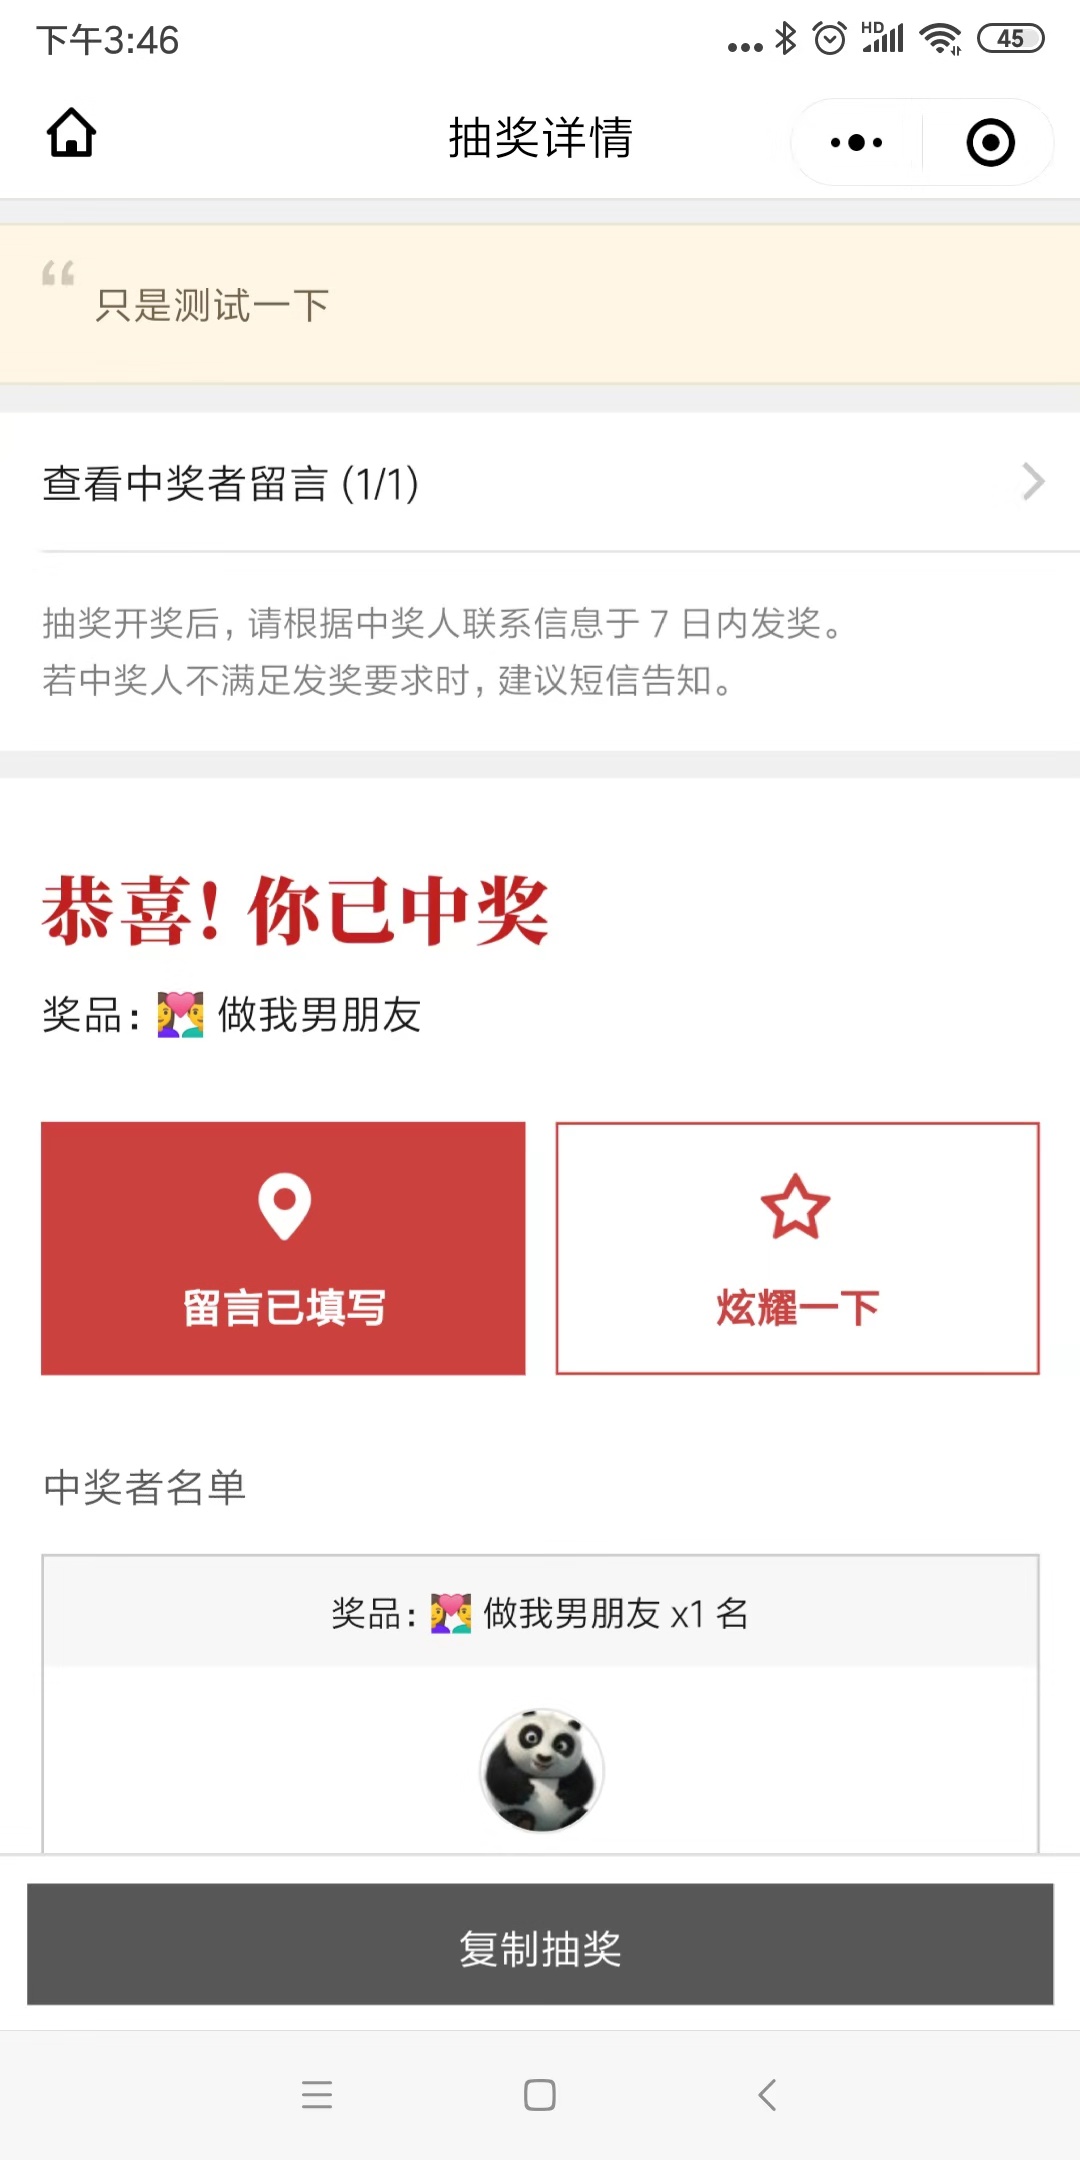 下午3:46
HD
45
抽奖详情
“
只是测试一下
查看中奖者留言 (1/1)
抽奖开奖后, 请根据中奖人联系信息于 7 日内发奖。
若中奖人不满足发奖要求时, 建议短信告知。
恭喜! 你已中奖
奖品: 👩‍❤️‍👨 做我男朋友
留言已填写
炫耀一下
中奖者名单
奖品: 👩‍❤️‍👨 做我男朋友 x1 名
复制抽奖